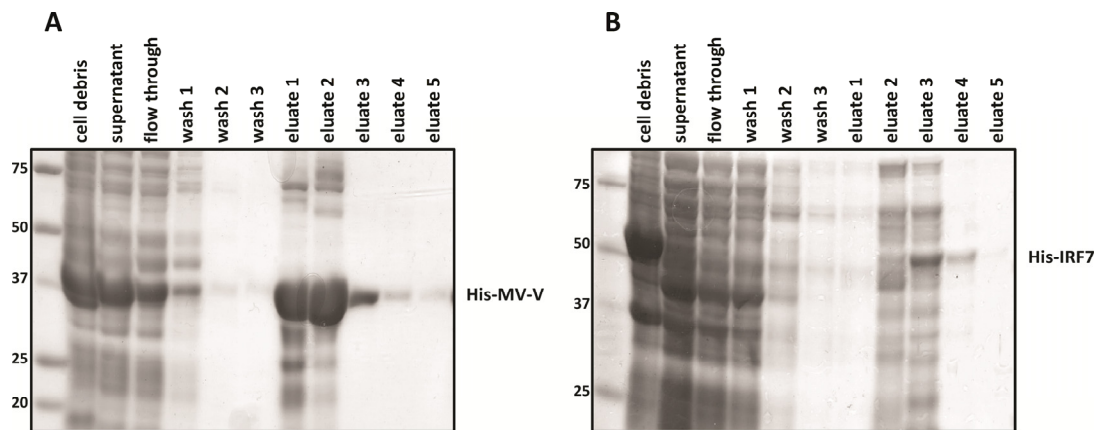 A
cell debris
supernatant
flow through
wash 1
wash 2
wash 3
eluate 1
eluate 2
eluate 3
eluate 4
eluate 5
75
50
37
25
20
His-MV-V
B
cell debris
supernatant
flow through
wash 1
wash 2
wash 3
eluate 1
eluate 2
eluate 3
eluate 4
eluate 5
75
50
37
25
His-IRF7